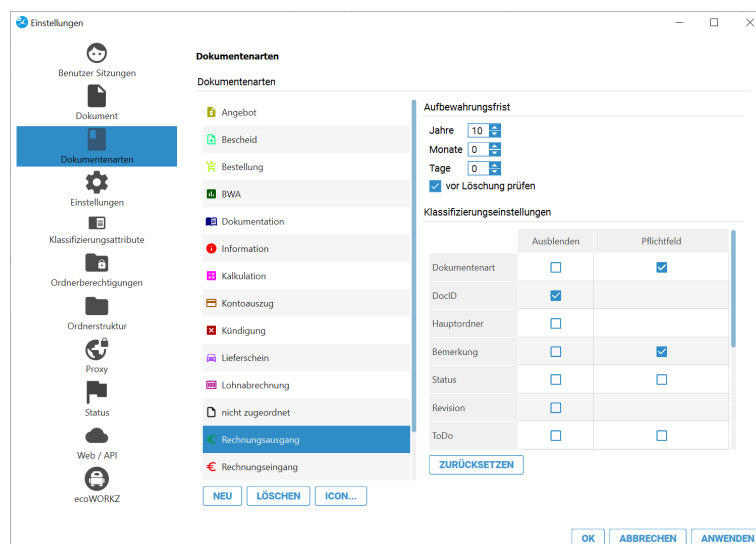 Einstellungen
Benutzer Sitzungen
Dokument
Dokumentenarten
Einstellungen
Klassifizierungsattribute
Ordnerberechtigungen
Ordnerstruktur
Proxy
Status
Web / API
ecoWORKZ
Dokumentenarten
Dokumentenarten
Angebot
Bescheid
Bestellung
BWA
Dokumentation
Information
Kalkulation
Kontoauszug
Kündigung
Lieferschein
Lohnabrechnung
nicht zugeordnet
Rechnungsausgang
Rechnungseingang
NEU LÖSCHEN ICON...
Aufbewahrungsfrist
Jahre 10
Monate 0
Tage 0
vor Löschung prüfen
Klassifizierungseinstellungen
Ausblenden Pflichtfeld
Dokumentenart
DocID
Hauptordner
Bemerkung
Status
Revision
ToDo
ZURÜCKSETZEN
OK ABBRECHEN ANWENDEN